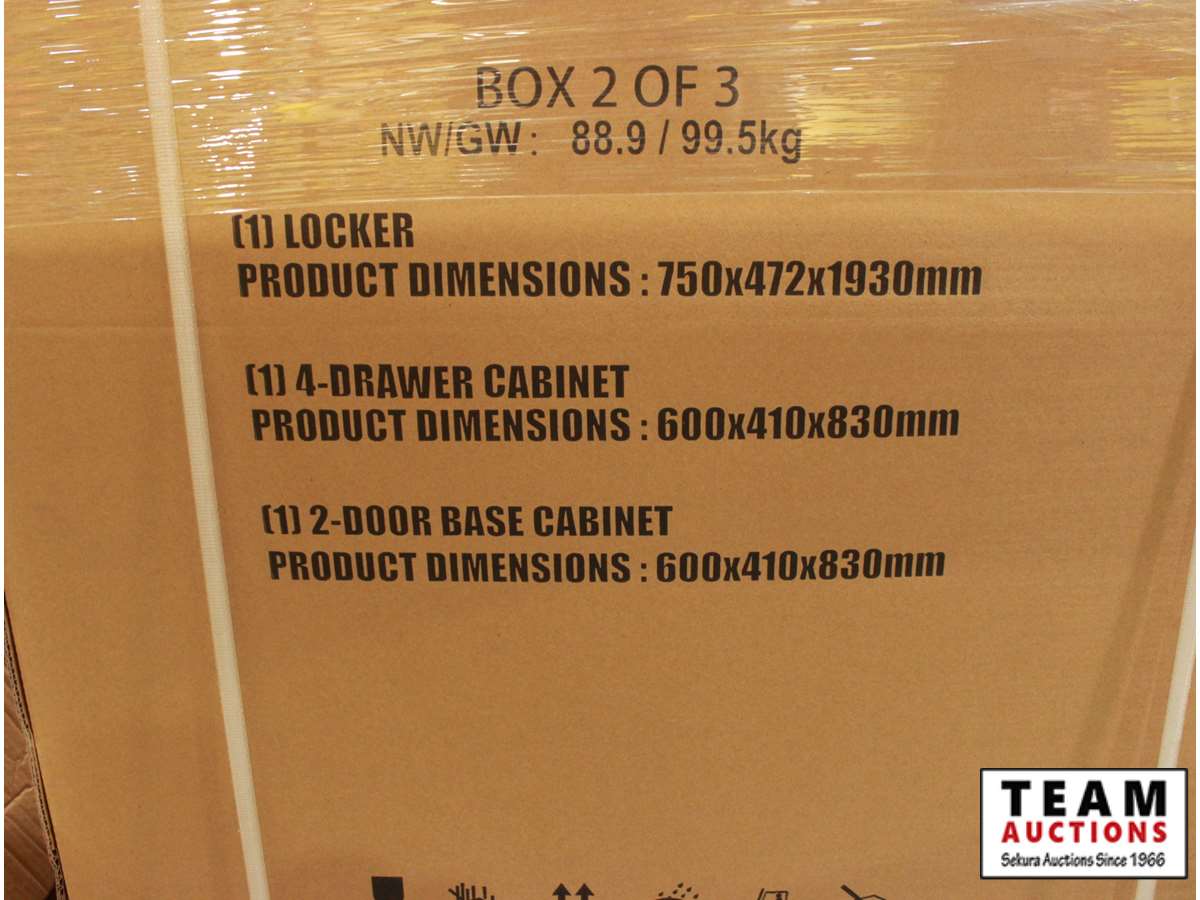 BOX 2 OF 3
NW/GW: 88.9 / 99.5kg
(1) LOCKER
PRODUCT DIMENSIONS : 750x472x1930mm
(1) 4-DRAWER CABINET
PRODUCT DIMENSIONS : 600x410x830mm
(1) 2-DOOR BASE CABINET
PRODUCT DIMENSIONS : 600x410x830mm
TEAM
AUCTIONS
Sekura Auctions Since 1966